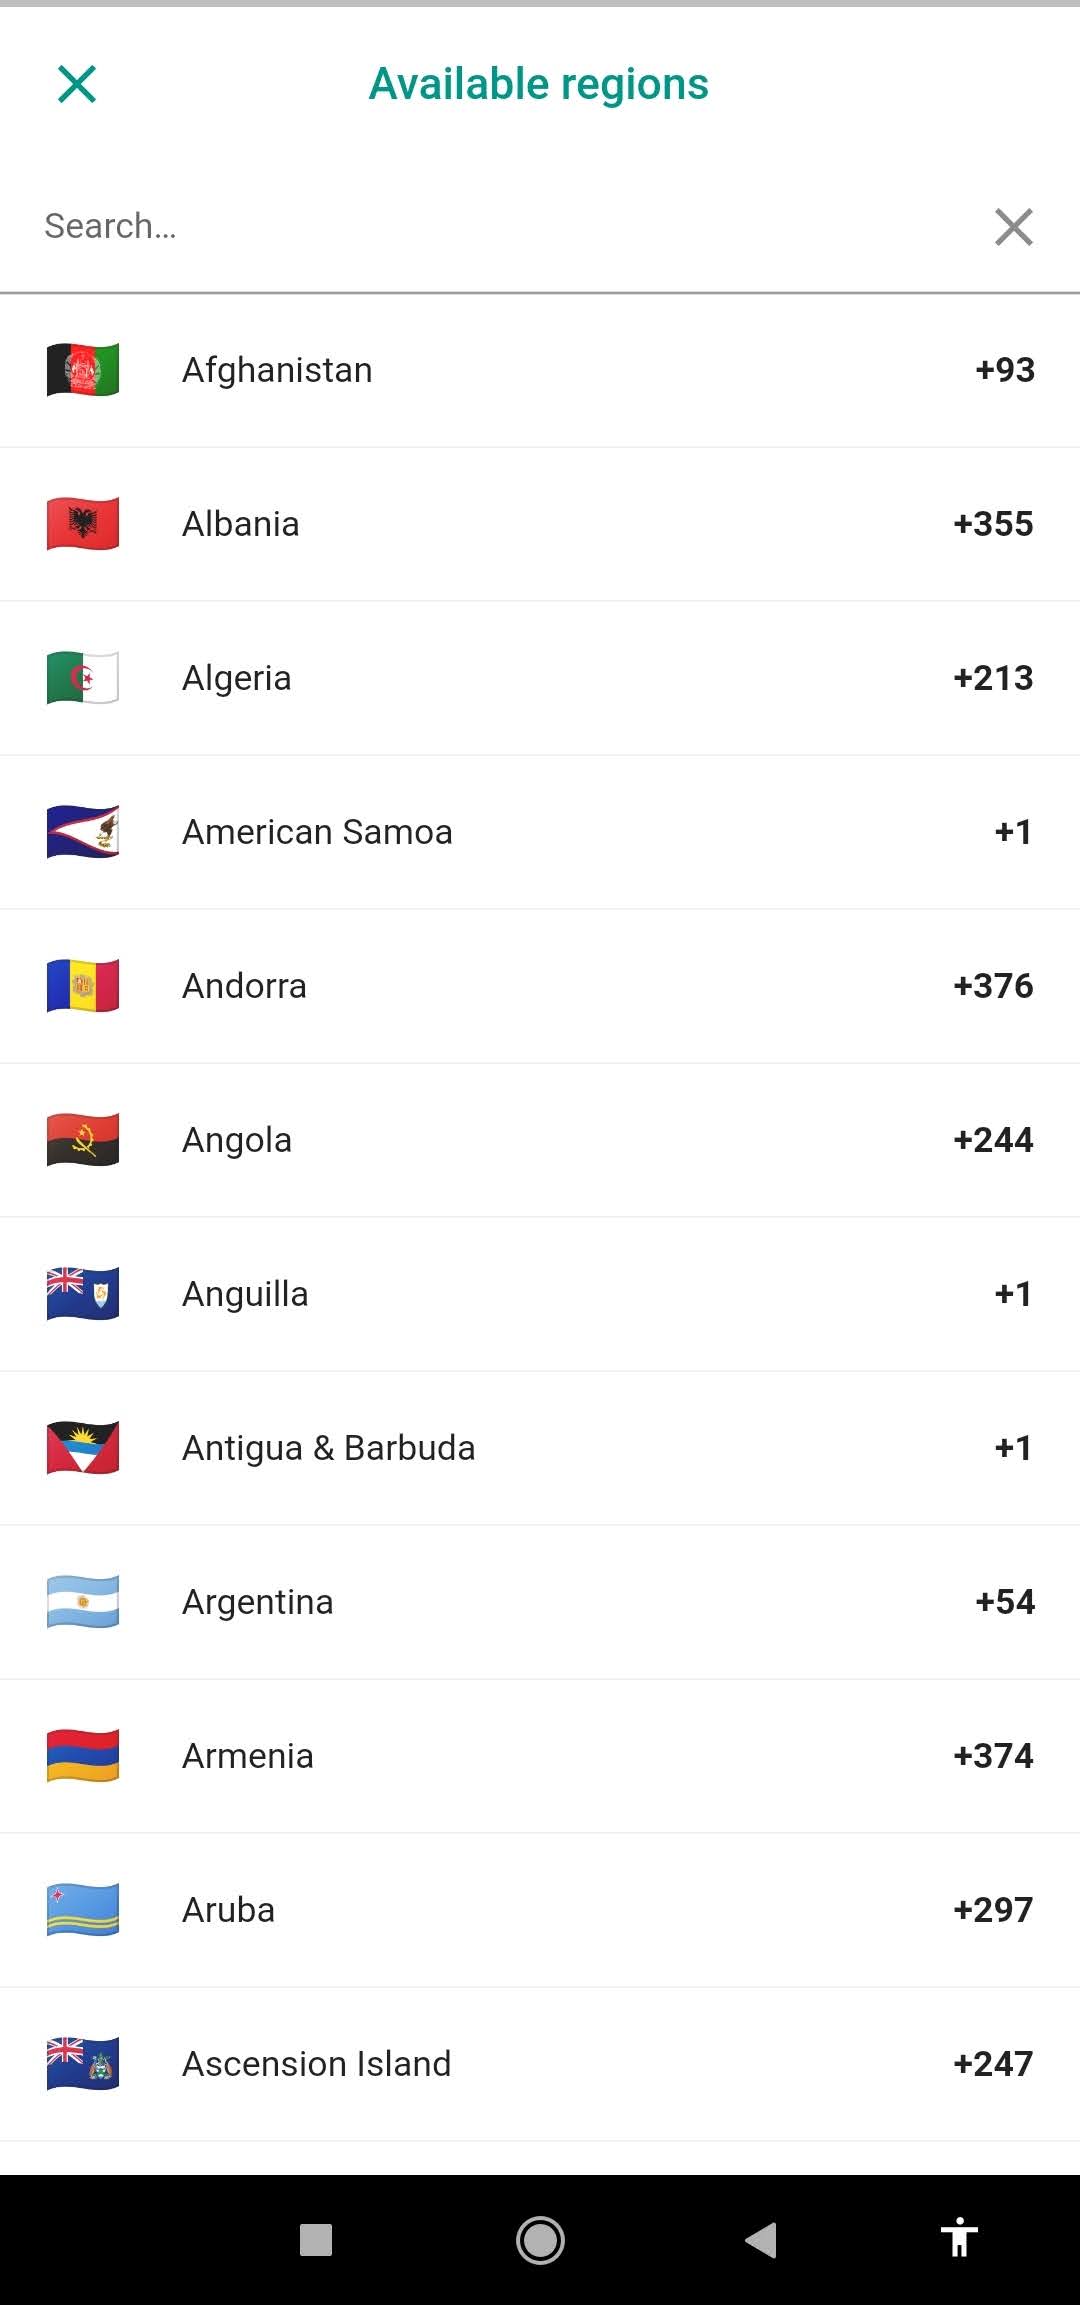 Available regions
Search...
Afghanistan +93
Albania +355
Algeria +213
American Samoa +1
Andorra +376
Angola +244
Anguilla +1
Antigua & Barbuda +1
Argentina +54
Armenia +374
Aruba +297
Ascension Island +247